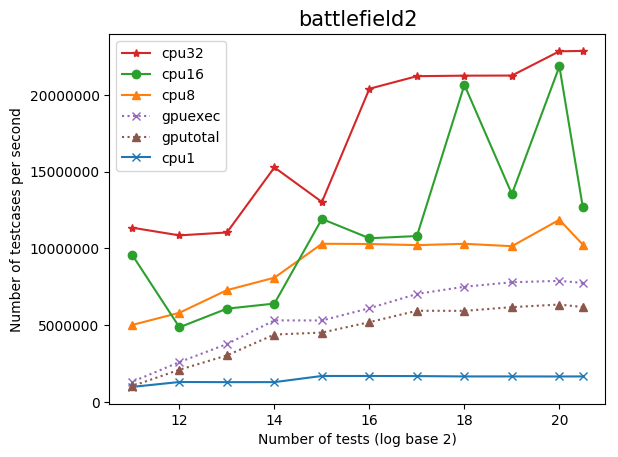 battlefield2
cpu32
cpu16
cpu8
gpuexec
gputotal
cpu1
Number of testcases per second
20000000
15000000
10000000
5000000
0
12 14 16 18 20
Number of tests (log base 2)